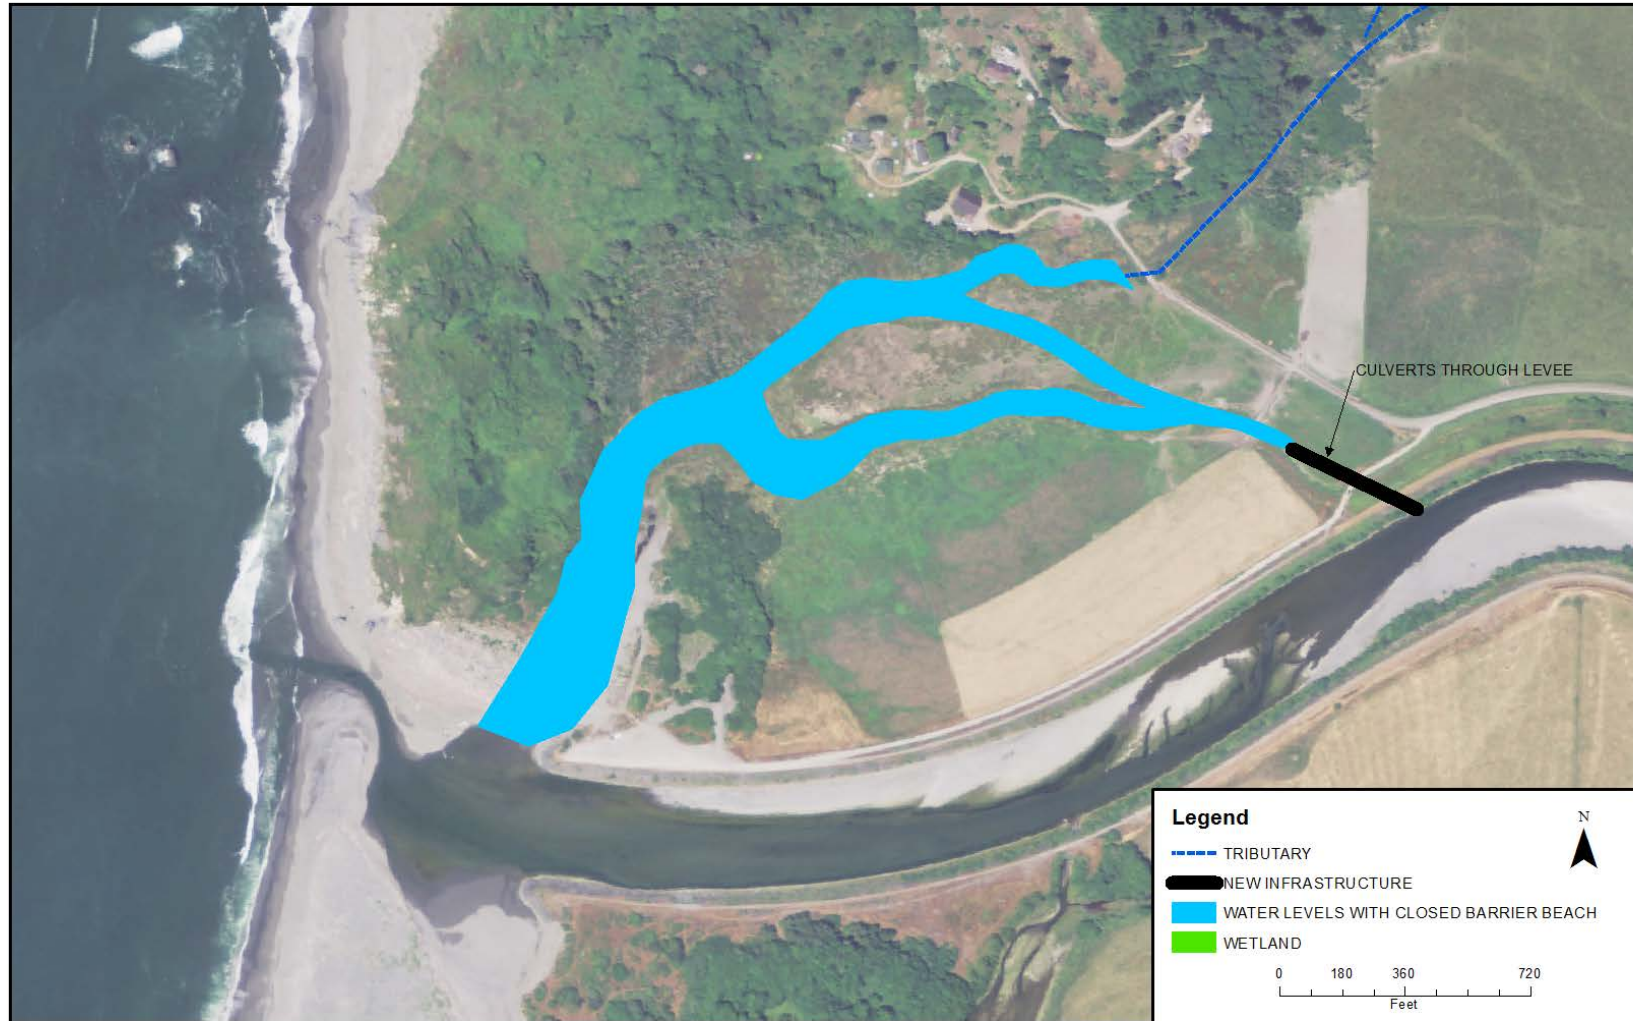 CULVERTS THROUGH LEVEE
Legend
N
TRIBUTARY
NEW INFRASTRUCTURE
WATER LEVELS WITH CLOSED BARRIER BEACH
WETLAND
0 180 360 720
Feet